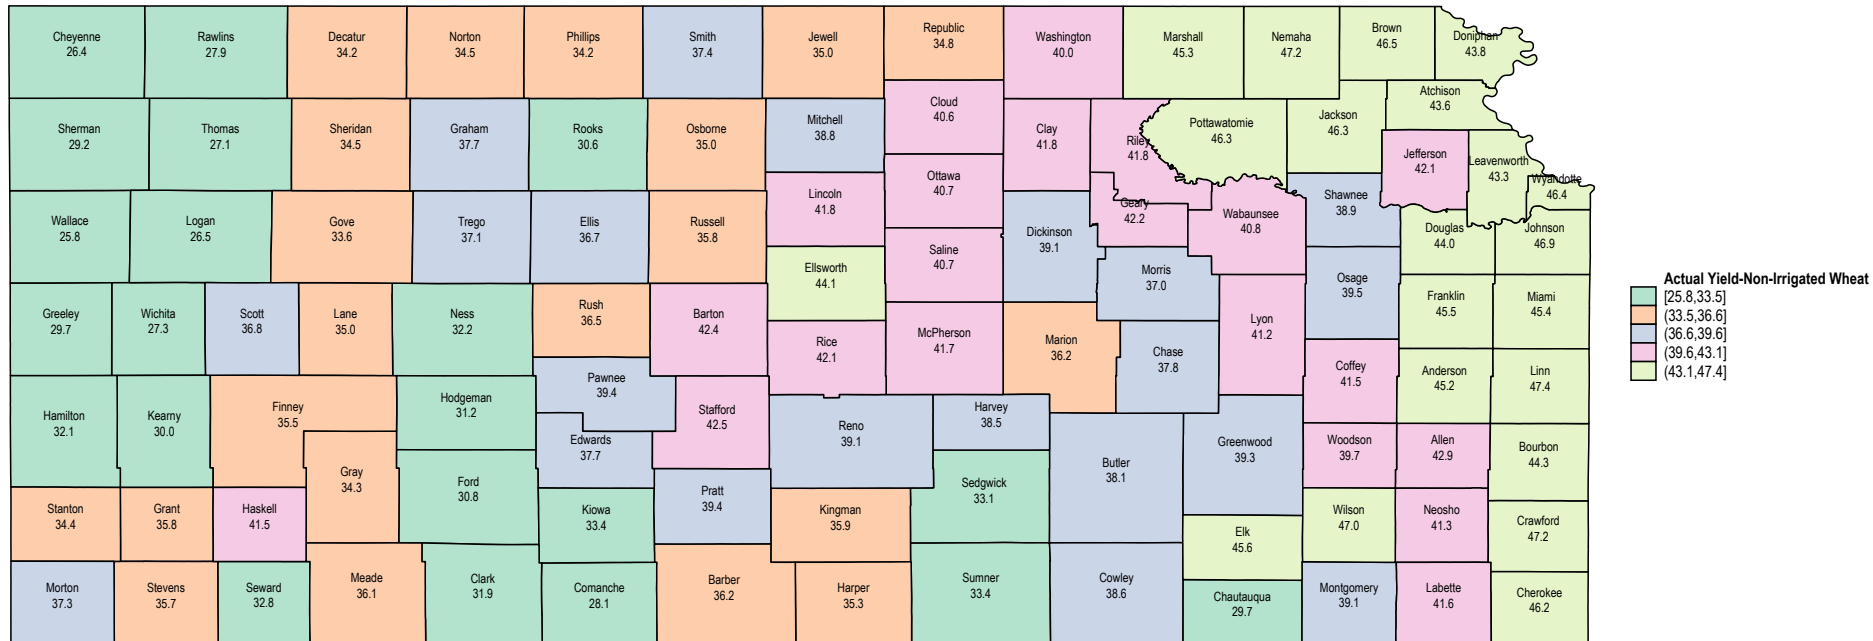 Cheyenne
26.4
Rawlins
27.9
Decatur
34.2
Norton
34.5
Phillips
34.2
Smith
37.4
Jewell
35.0
Republic
34.8
Washington
40.0
Marshall
45.3
Nemaha
47.2
Brown
46.5
Doniphan
43.8
Sherman
29.2
Thomas
27.1
Sheridan
34.5
Graham
37.7
Rooks
30.6
Osborne
35.0
Mitchell
38.8
Cloud
40.6
Clay
41.8
Riley
41.8
Pottawatomie
46.3
Jackson
46.3
Atchison
43.6
Jefferson
42.1
Leavenworth
43.3
Wyandotte
46.4
Wallace
25.8
Logan
26.5
Gove
33.6
Trego
37.1
Ellis
36.7
Russell
35.8
Lincoln
41.8
Ottawa
40.7
Dickinson
39.1
Geary
42.2
Wabaunsee
40.8
Shawnee
38.9
Douglas
44.0
Johnson
46.9
Ellsworth
44.1
Saline
40.7
Morris
37.0
Osage
39.5
Franklin
45.5
Miami
45.4
Greeley
29.7
Wichita
27.3
Scott
36.8
Lane
35.0
Ness
32.2
Rush
36.5
Barton
42.4
Rice
42.1
McPherson
41.7
Marion
36.2
Chase
37.8
Lyon
41.2
Coffey
41.5
Anderson
45.2
Linn
47.4
Hamilton
32.1
Kearny
30.0
Finney
35.5
Hodgeman
31.2
Pawnee
39.4
Stafford
42.5
Reno
39.1
Harvey
38.5
Edwards
37.7
Gray
34.3
Ford
30.8
Butler
38.1
Greenwood
39.3
Woodson
39.7
Allen
42.9
Bourbon
44.3
Stanton
34.4
Grant
35.8
Haskell
41.5
Kiowa
33.4
Pratt
39.4
Kingman
35.9
Sedgwick
33.1
Elk
45.6
Wilson
47.0
Neosho
41.3
Crawford
47.2
Morton
37.3
Stevens
35.7
Seward
32.8
Meade
36.1
Clark
31.9
Comanche
28.1
Barber
36.2
Harper
35.3
Sumner
33.4
Cowley
38.6
Chautauqua
29.7
Montgomery
39.1
Labette
41.6
Cherokee
46.2
Actual Yield-Non-Irrigated Wheat
[25.8,33.5]
(33.5,36.6]
(36.6,39.6]
(39.6,43.1]
(43.1,47.4]